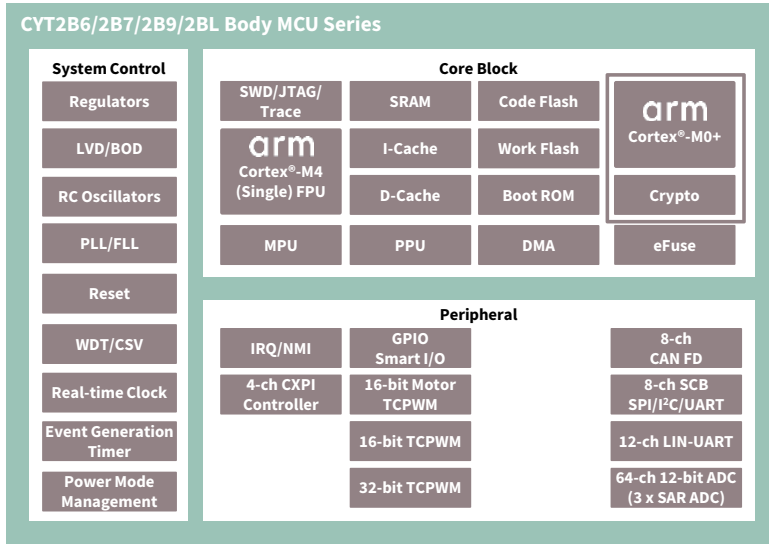 CYT2B6/2B7/2B9/2BL Body MCU Series
System Control
Regulators
LVD/BOD
RC Oscillators
PLL/FLL
Reset
WDT/CSV
Real-time Clock
Event Generation
Timer
Power Mode
Management
Core Block
SWD/JTAG/
Trace
arm
Cortex®-M4
(Single) FPU
MPU
SRAM
I-Cache
D-Cache
PPU
Code Flash
Work Flash
Boot ROM
DMA
arm
Cortex®-M0+
Crypto
eFuse
Peripheral
IRQ/NMI
4-ch CXPI
Controller
GPIO
Smart I/O
16-bit Motor
TCPWM
16-bit TCPWM
32-bit TCPWM
8-ch
CAN FD
8-ch SCB
SPI/I²C/UART
12-ch LIN-UART
64-ch 12-bit ADC
(3 x SAR ADC)